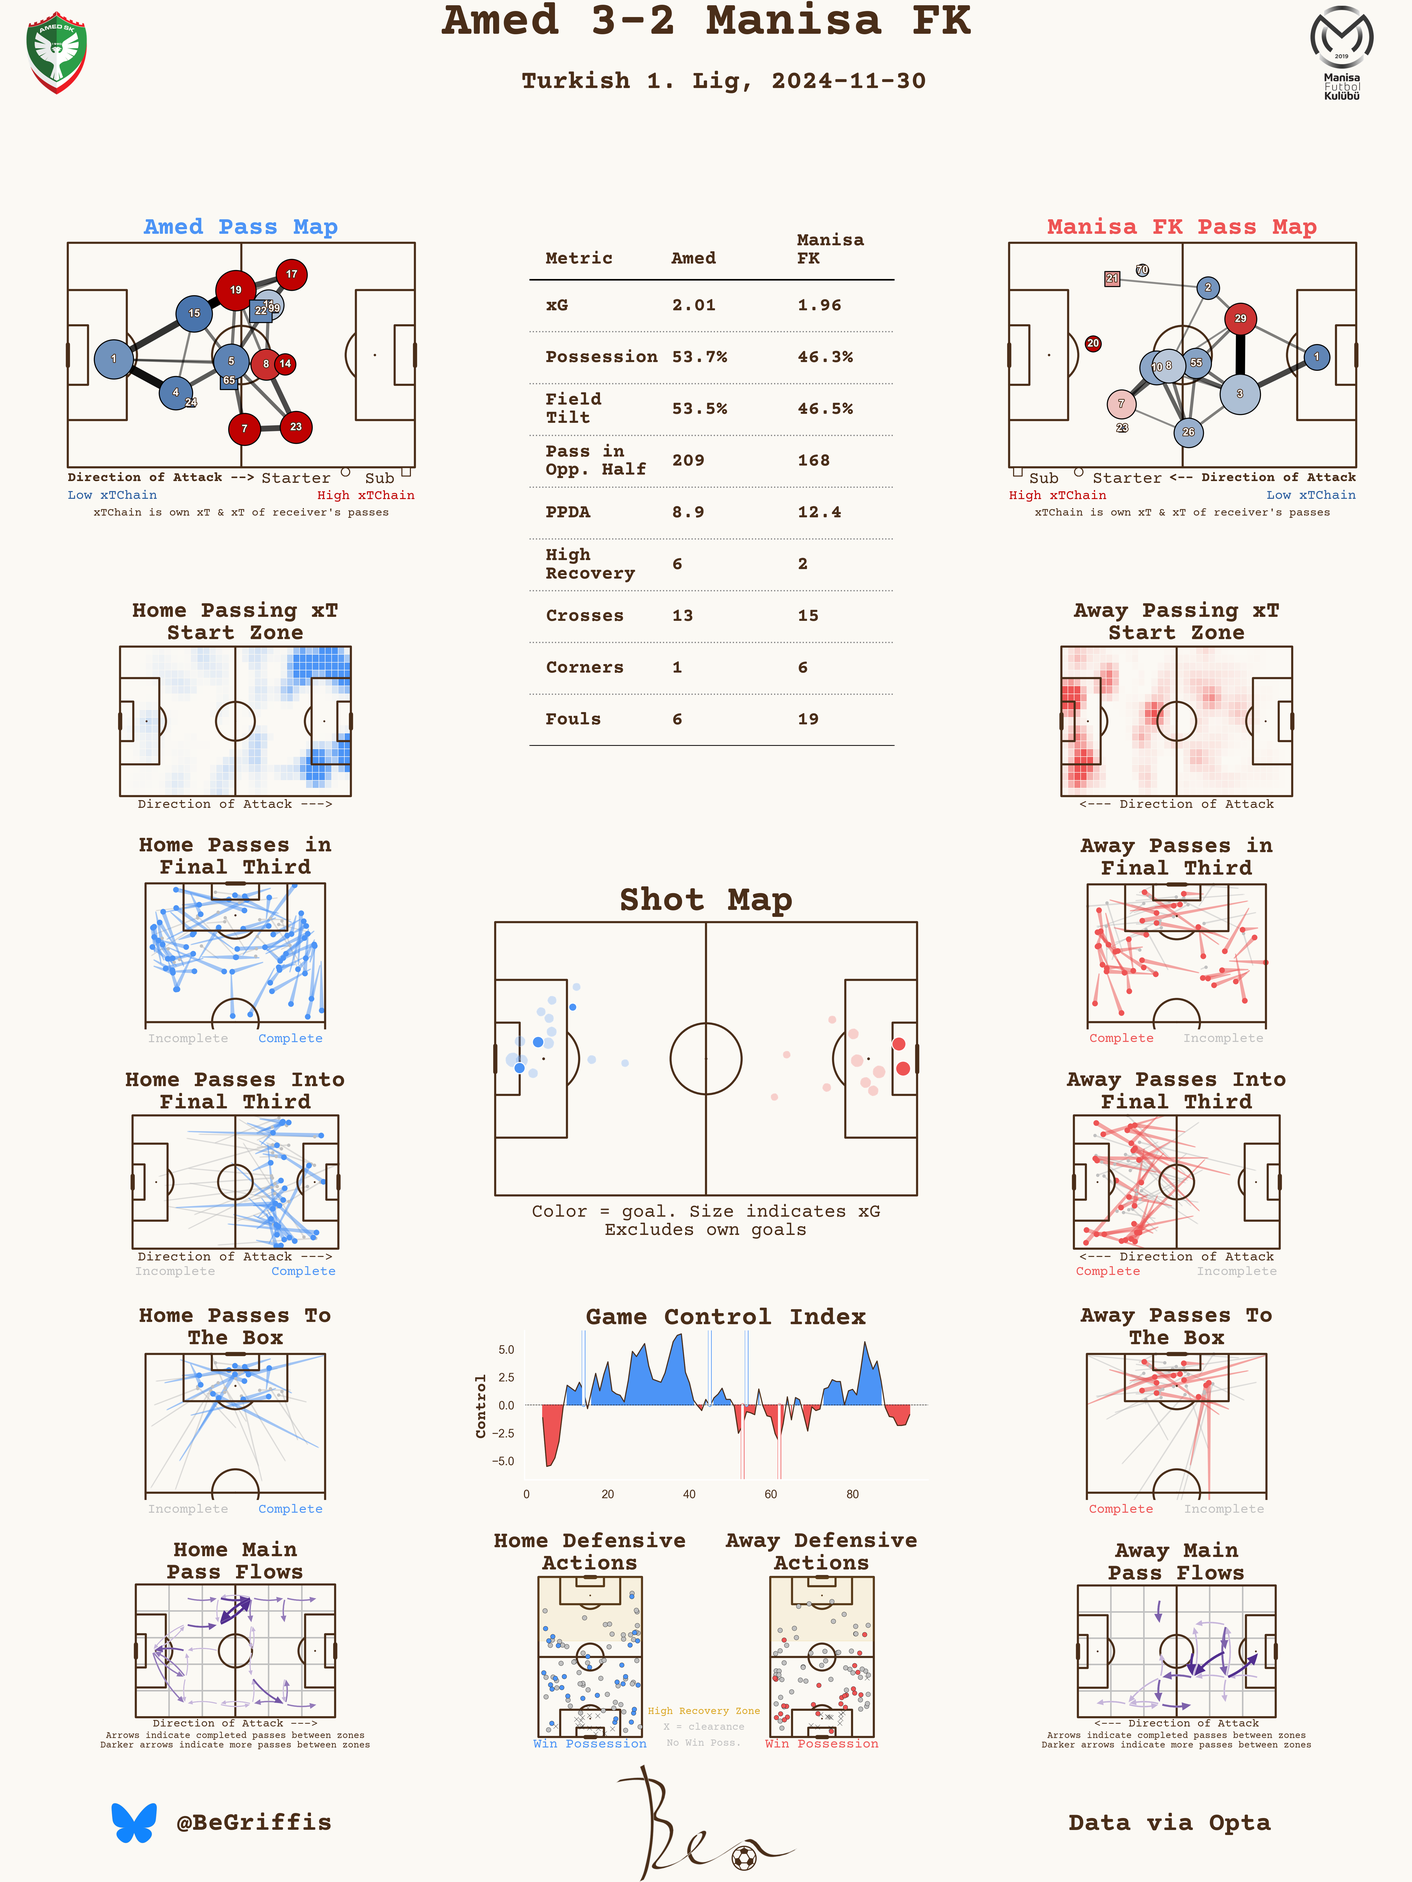 Amed 3-2 Manisa FK
Turkish 1. Lig, 2024-11-30
AMED SK
2019
Manisa
Futbol
Kulübü
Amed Pass Map
17
19
11
22
99
15
1
5
8
14
65
4
24
7
23
Direction of Attack --> Starter Sub
Low xTChain High xTChain
xTChain is own xT & xT of receiver's passes
Metric Amed Manisa FK
xG 2.01 1.96
Possession 53.7% 46.3%
Field Tilt 53.5% 46.5%
Pass in Opp. Half 209 168
PPDA 8.9 12.4
High Recovery 6 2
Crosses 13 15
Corners 1 6
Fouls 6 19
Manisa FK Pass Map
21
70
2
29
20
10
8
55
1
7
3
23
26
Sub Starter <-- Direction of Attack
High xTChain Low xTChain
xTChain is own xT & xT of receiver's passes
Home Passing xT
Start Zone
Direction of Attack --->
Away Passing xT
Start Zone
<--- Direction of Attack
Home Passes in
Final Third
Incomplete Complete
Away Passes in
Final Third
Complete Incomplete
Shot Map
Color = goal. Size indicates xG
Excludes own goals
Home Passes Into
Final Third
Direction of Attack --->
Incomplete Complete
Away Passes Into
Final Third
<--- Direction of Attack
Complete Incomplete
Home Passes To
The Box
Incomplete Complete
Game Control Index
Control
5.0
2.5
0.0
−2.5
−5.0
0 20 40 60 80
Away Passes To
The Box
Complete Incomplete
Home Main
Pass Flows
Direction of Attack --->
Arrows indicate completed passes between zones
Darker arrows indicate more passes between zones
Home Defensive
Actions
Win Possession
Away Defensive
Actions
Win Possession
High Recovery Zone
X = clearance
No Win Poss.
Away Main
Pass Flows
<--- Direction of Attack
Arrows indicate completed passes between zones
Darker arrows indicate more passes between zones
@BeGriffis
Ben
Data via Opta